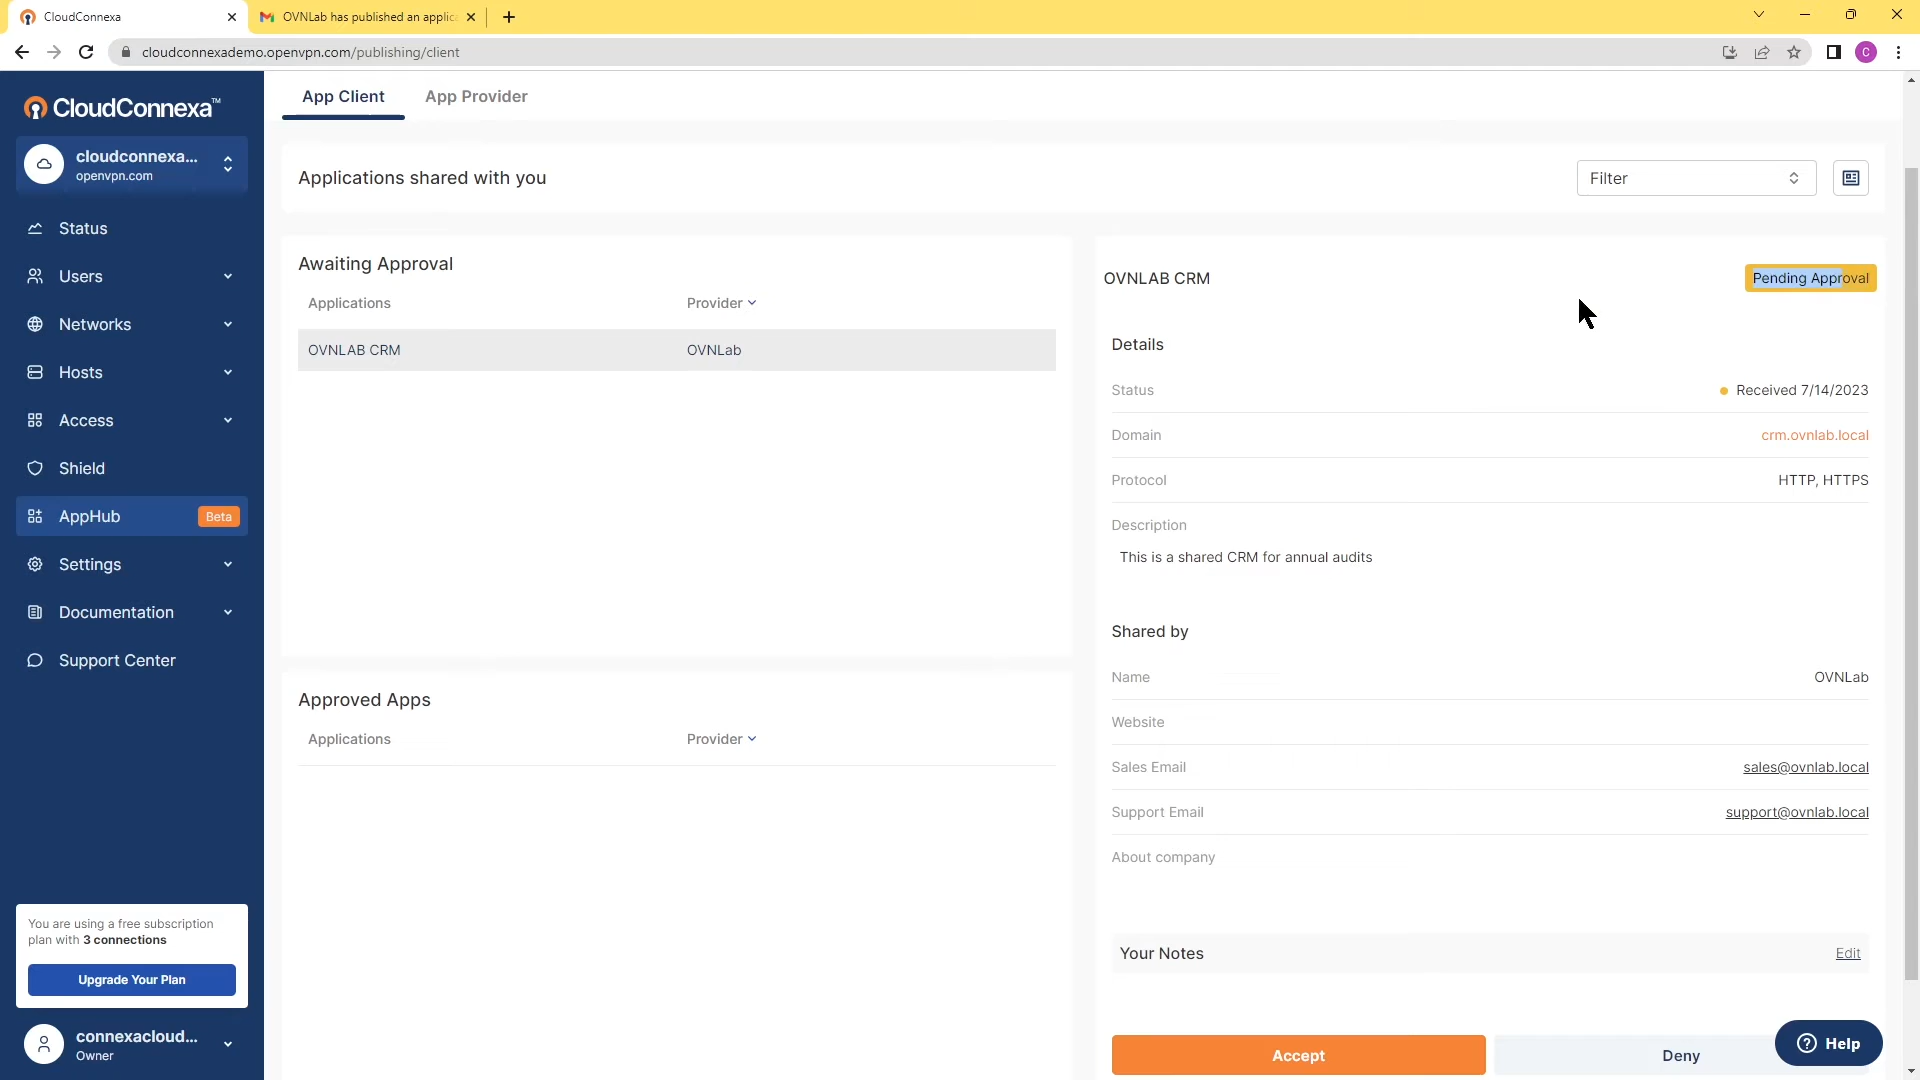 CloudConnexa
OVNLab has published an applic
cloudconnexademo.openvpn.com/publishing/client
C
CloudConnexa™
cloudconnexa...
openvpn.com
Status
Users
Networks
Hosts
Access
Shield
AppHub Beta
Settings
Documentation
Support Center
You are using a free subscription
plan with 3 connections
Upgrade Your Plan
connexacloud...
Owner
App Client App Provider
Applications shared with you
Filter
Awaiting Approval
Applications Provider
OVNLAB CRM OVNLab
Approved Apps
Applications Provider
OVNLAB CRM Pending Approval
Details
Status Received 7/14/2023
Domain crm.ovnlab.local
Protocol HTTP, HTTPS
Description
This is a shared CRM for annual audits
Shared by
Name OVNLab
Website
Sales Email sales@ovnlab.local
Support Email support@ovnlab.local
About company
Your Notes Edit
Accept Deny
Help